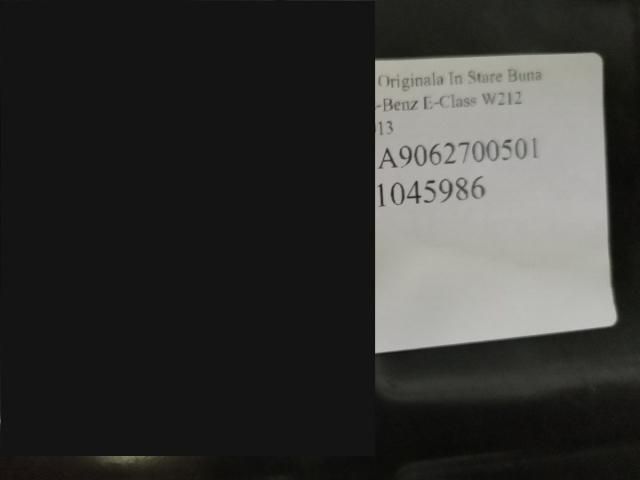 Originala In Stare Buna
-Benz E-Class W212
13
A9062700501
1045986